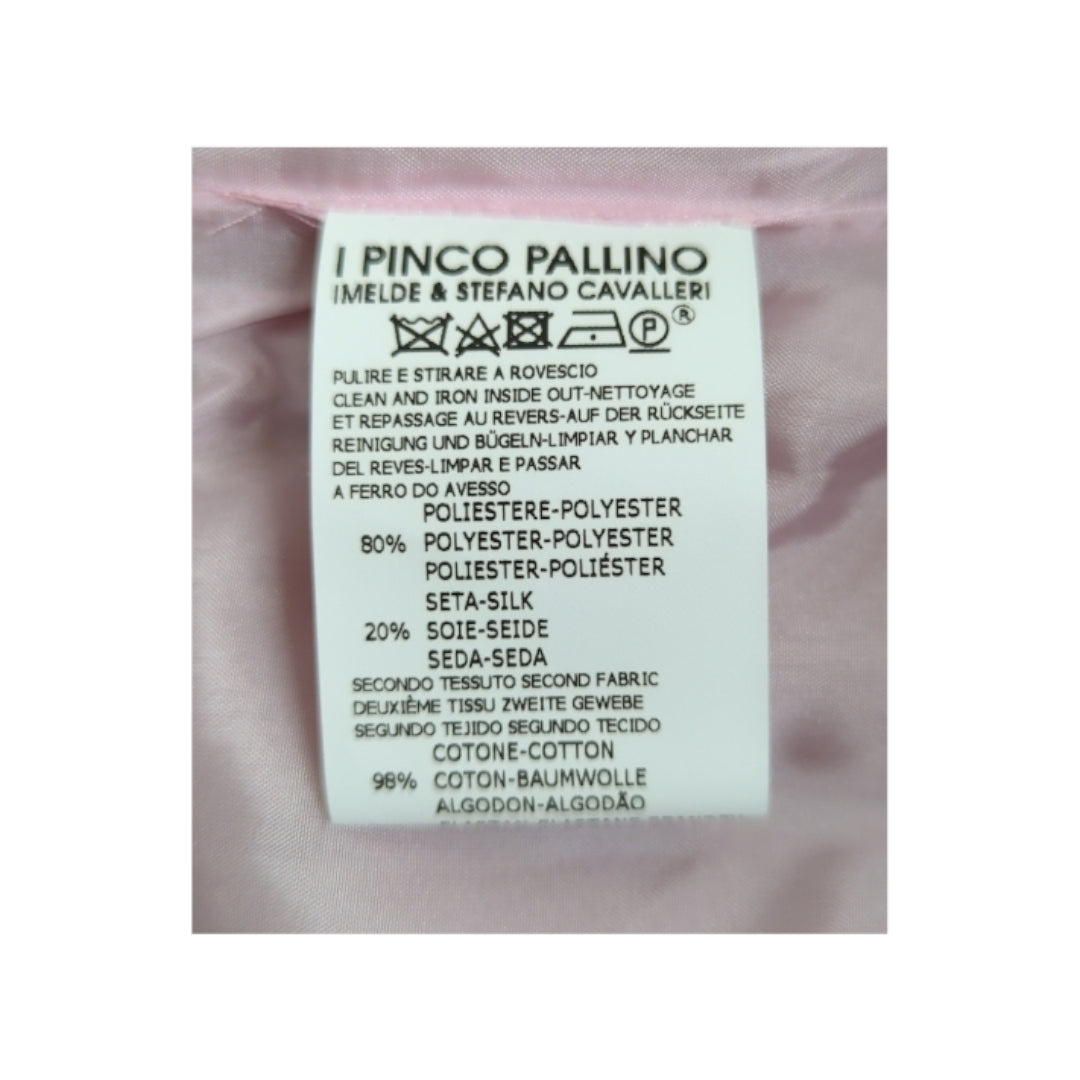 I PINCO PALLINO
IMELDE & STEFANO CAVALLERI
P ®
PULIRE E STIRARE A ROVESCIO
CLEAN AND IRON INSIDE OUT-NETTOYAGE
ET REPASSAGE AU REVERS-AUF DER RÜCKSEITE
REINIGUNG UND BÜGELN-LIMPIAR Y PLANCHAR
DEL REVES-LIMPAR E PASSAR
A FERRO DO AVESSO
POLIESTERE-POLYESTER
80% POLYESTER-POLYESTER
POLIESTER-POLIÉSTER
SETA-SILK
20% SOIE-SEIDE
SEDA-SEDA
SECONDO TESSUTO SECOND FABRIC
DEUXIÊME TISSU ZWEITE GEWEBE
SEGUNDO TEJIDO SEGUNDO TECIDO
COTONE-COTTON
98% COTON-BAUMWOLLE
ALGODON-ALGODÃO